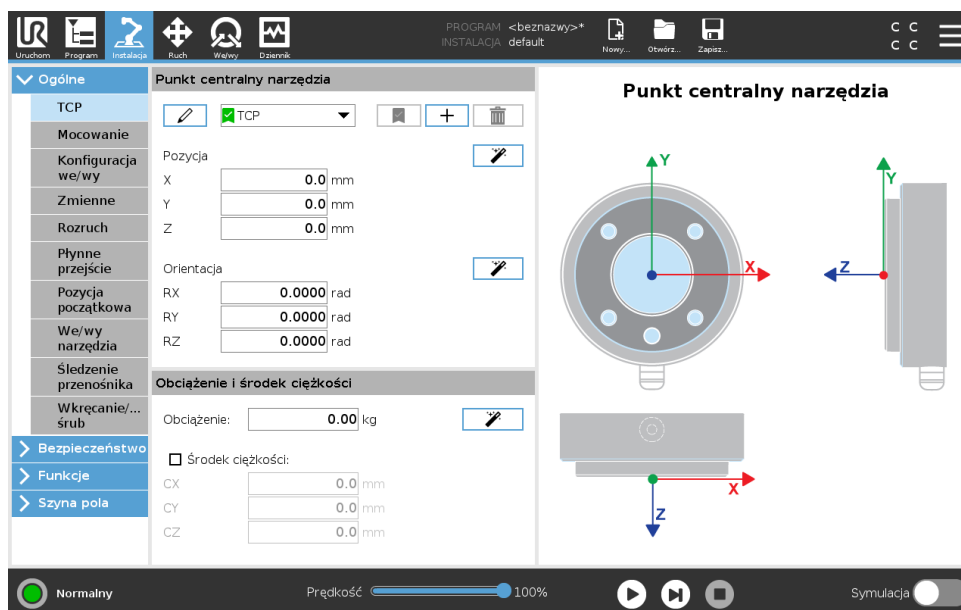 PROGRAM <beznazwy>*
INSTALACJA default
C C
C C
Uruchom Program Instalacja Ruch We/wy Dziennik Nowy... Otwórz... Zapisz...
Ogólne
TCP
Mocowanie
Konfiguracja
we/wy
Zmienne
Rozruch
Płynne
przejście
Pozycja
początkowa
We/wy
narzędzia
Śledzenie
przenośnika
Wkręcanie/...
śrub
Bezpieczeństwo
Funkcje
Szyna pola
Punkt centralny narzędzia
TCP
Pozycja
X 0.0 mm
Y 0.0 mm
Z 0.0 mm
Orientacja
RX 0.0000 rad
RY 0.0000 rad
RZ 0.0000 rad
Obciążenie i środek ciężkości
Obciążenie: 0.00 kg
Środek ciężkości:
CX 0.0 mm
CY 0.0 mm
CZ 0.0 mm
Punkt centralny narzędzia
Y
X
Y
Z
X
Z
Normalny Prędkość 100% Symulacja